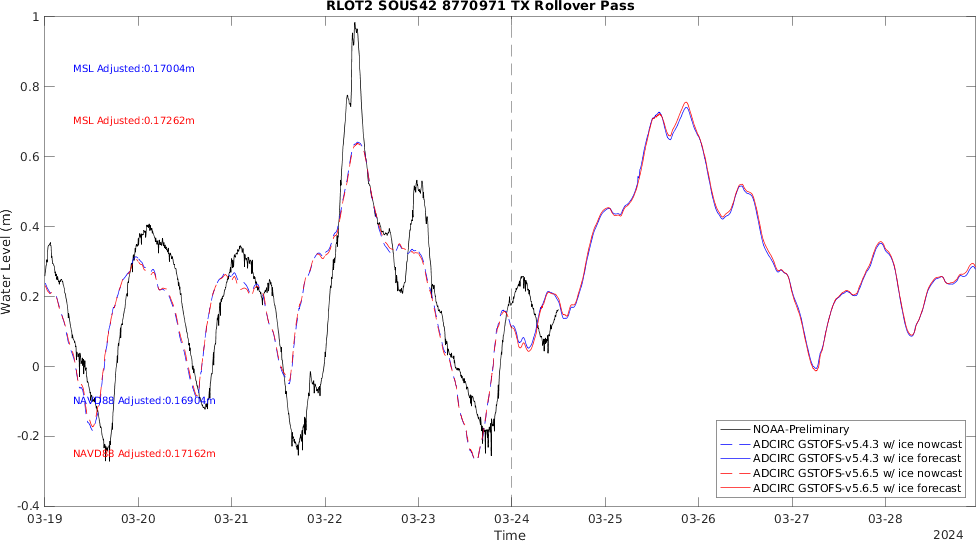 RLOT2 SOUS42 8770971 TX Rollover Pass
1
0.8
0.6
0.4
0.2
0
-0.2
-0.4
Water Level (m)
MSL Adjusted:0.17004m
MSL Adjusted:0.17262m
NAVD88 Adjusted:0.16904m
NAVD88 Adjusted:0.17162m
NOAA-Preliminary
ADCIRC GSTOFS-v5.4.3 w/ ice nowcast
ADCIRC GSTOFS-v5.4.3 w/ ice forecast
ADCIRC GSTOFS-v5.6.5 w/ ice nowcast
ADCIRC GSTOFS-v5.6.5 w/ ice forecast
03-19 03-20 03-21 03-22 03-23 03-24 03-25 03-26 03-27 03-28
Time
2024